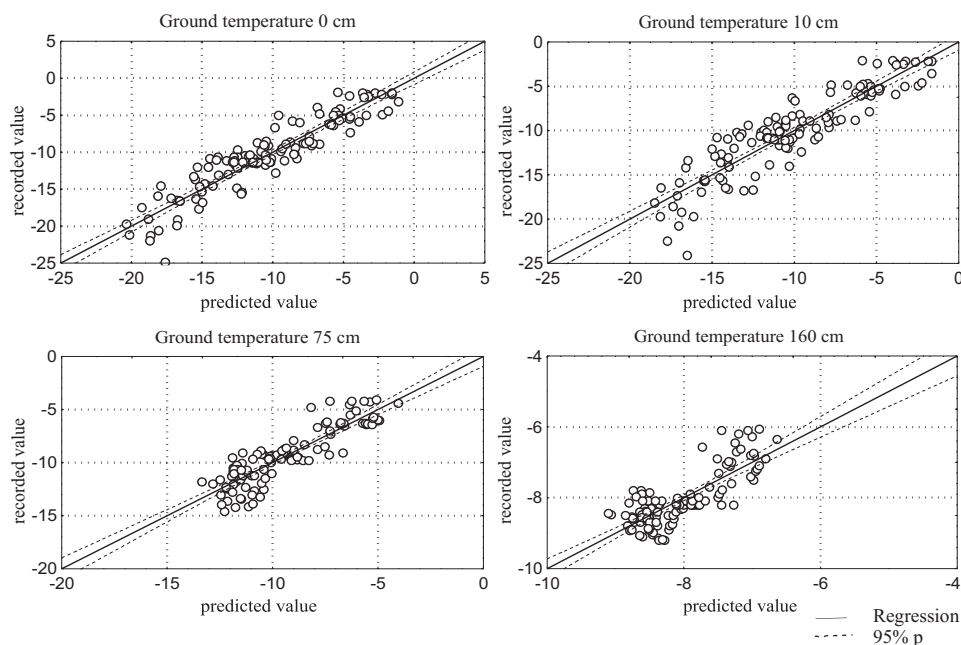 Ground temperature 0 cm
5
0
-5
-10
-15
-20
-25
recorded value
-25 -20 -15 -10 -5 0 5
predicted value
Ground temperature 10 cm
0
-5
-10
-15
-20
-25
recorded value
-25 -20 -15 -10 -5 0
predicted value
Ground temperature 75 cm
0
-5
-10
-15
-20
recorded value
-20 -15 -10 -5 0
predicted value
Ground temperature 160 cm
-4
-6
-8
-10
recorded value
-10 -8 -6 -4
predicted value
Regression
95% p